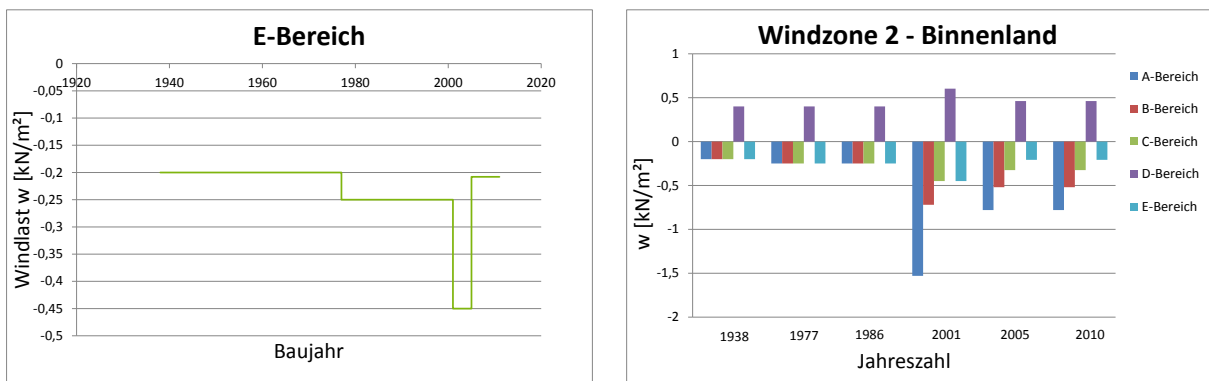 E-Bereich
0
1920 1940 1960 1980 2000 2020
-0,05
-0,1
-0,15
-0,2
-0,25
-0,3
-0,35
-0,4
-0,45
-0,5
Windlast w [kN/m²]
Baujahr
Windzone 2 - Binnenland
1
0,5
0
-0,5
-1
-1,5
-2
w [kN/m²]
1938 1977 1986 2001 2005 2010
Jahreszahl
A-Bereich
B-Bereich
C-Bereich
D-Bereich
E-Bereich